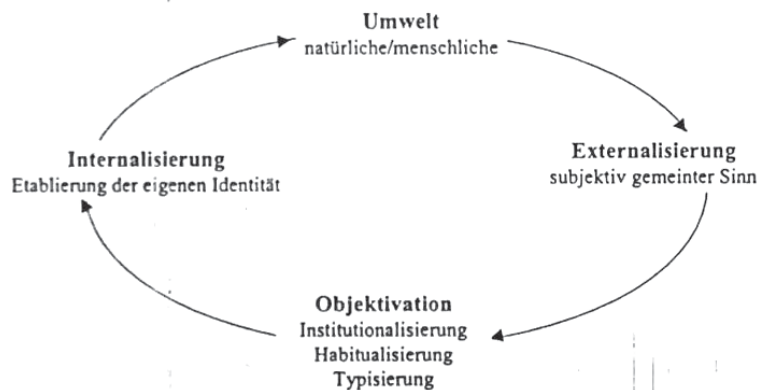 Umwelt
natürliche/menschliche
Externalisierung
subjektiv gemeinter Sinn
Internalisierung
Etablierung der eigenen Identität
Objektivation
Institutionalisierung
Habitualisierung
Typisierung